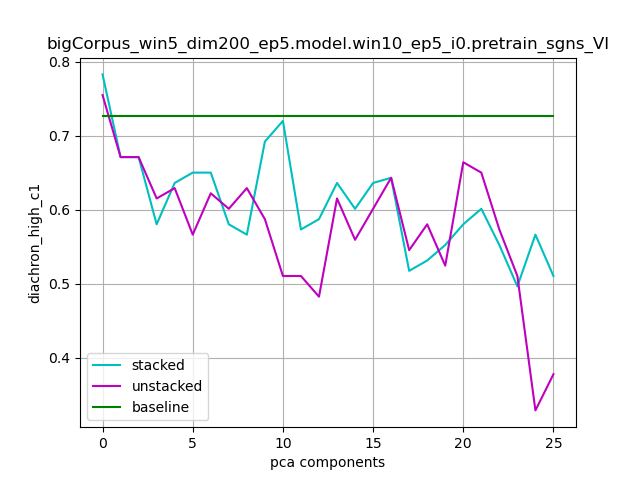 bigCorpus_win5_dim200_ep5.model.win10_ep5_i0.pretrain_sgns_VI
0.8
0.7
0.6
0.5
0.4
diachron_high_c1
stacked
unstacked
baseline
0 5 10 15 20 25
pca components